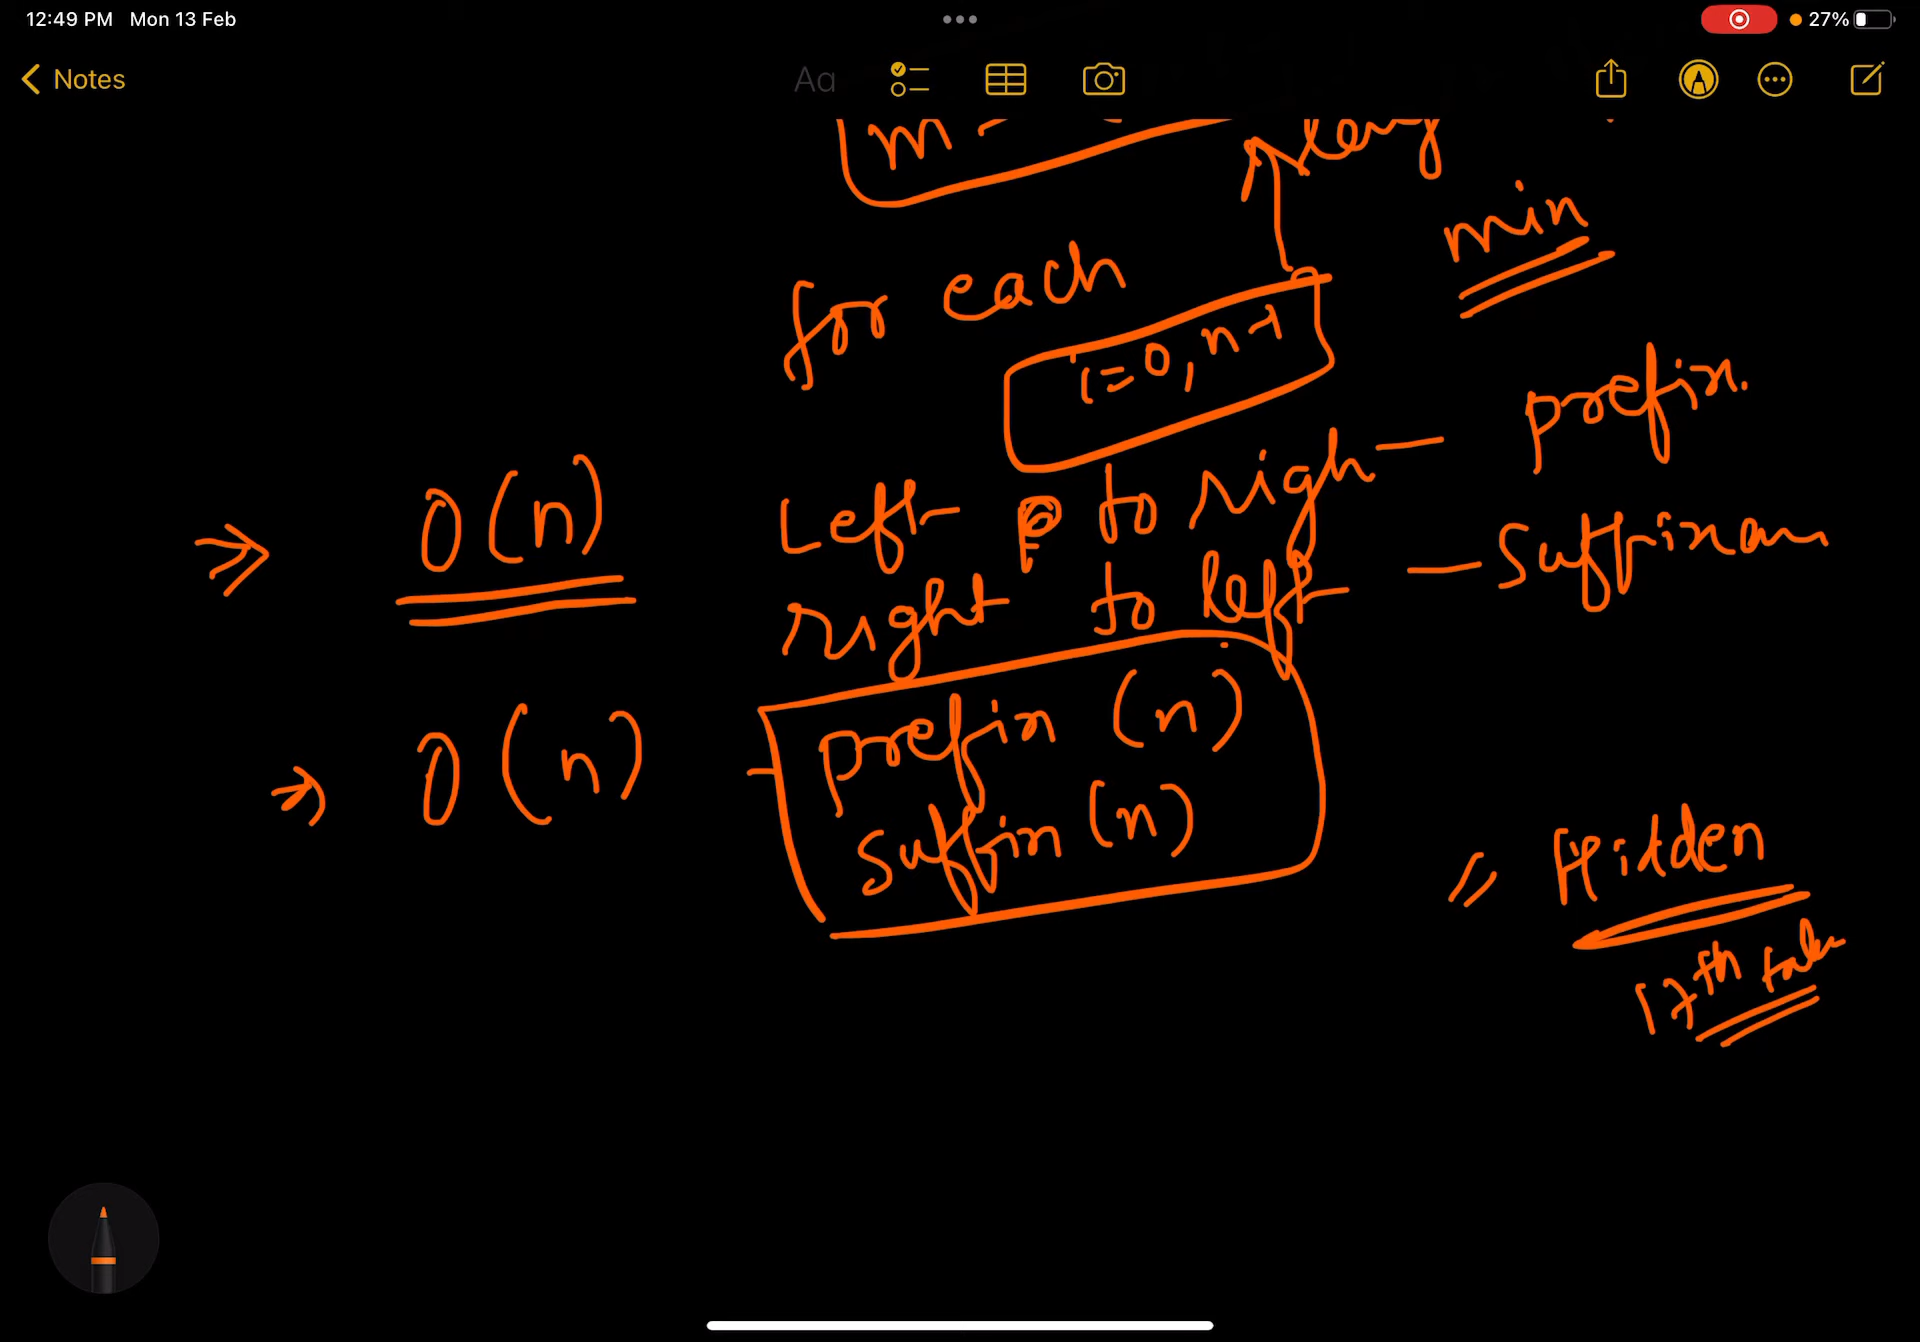 12:49 PM Mon 13 Feb
27%
Notes
Aa
m =
min
for each
i=0, n-1
O(n)
Left to righ — prefix.
right to left — suffix
O(n)
prefix (n)
suffix (n)
= Hidden
17th